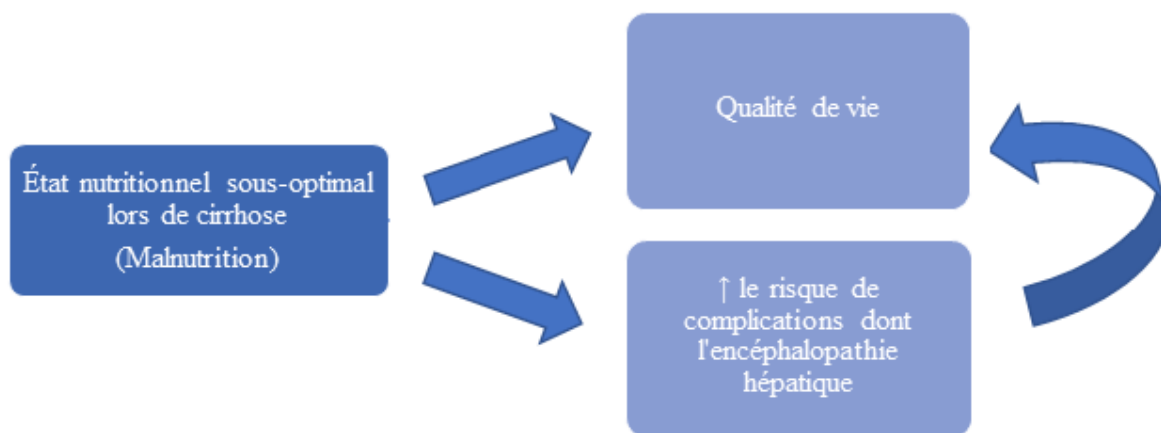 État nutritionnel sous-optimal
lors de cirrhose
(Malnutrition)
Qualité de vie
↑ le risque de
complications dont
l'encéphalopathie
hépatique